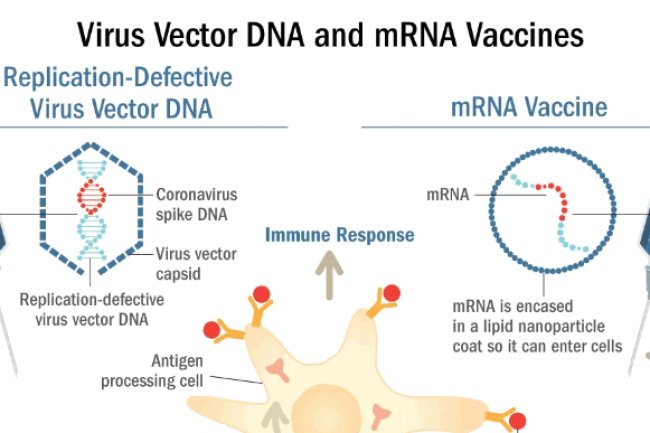 Virus Vector DNA and mRNA Vaccines
Replication-Defective
Virus Vector DNA
mRNA Vaccine
Coronavirus
spike DNA
mRNA
Immune Response
Virus vector
capsid
Replication-defective
virus vector DNA
mRNA is encased
in a lipid nanoparticle
coat so it can enter cells
Antigen
processing cell